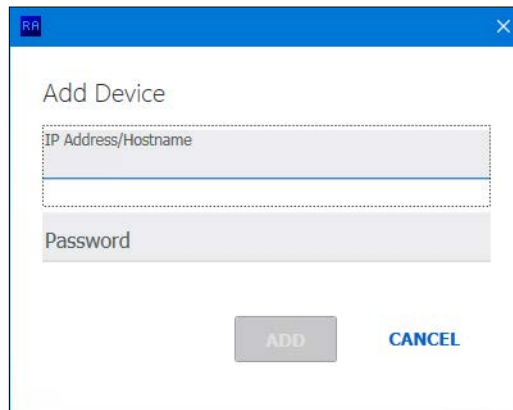 RA
Add Device
IP Address/Hostname
Password
ADD
CANCEL